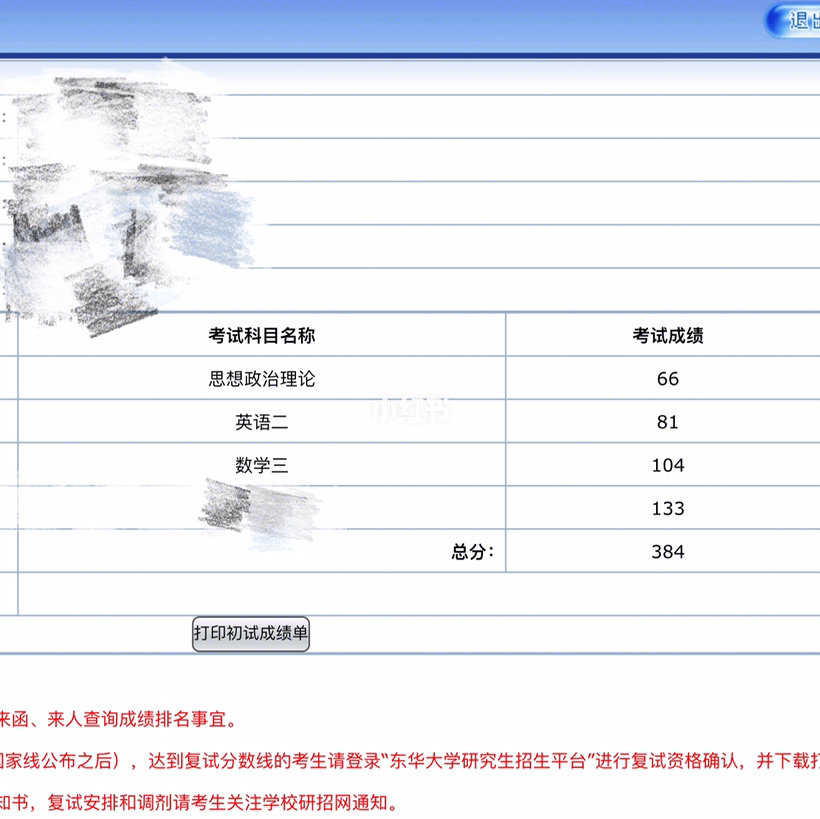 退出
:
:
:
:
:
考试科目名称 考试成绩
思想政治理论 66
英语二 81
小红书
数学三 104
133
总分: 384
打印初试成绩单
来函、来人查询成绩排名事宜。
国家线公布之后），达到复试分数线的考生请登录“东华大学研究生招生平台”进行复试资格确认，并下载打
知书，复试安排和调剂请考生关注学校研招网通知。